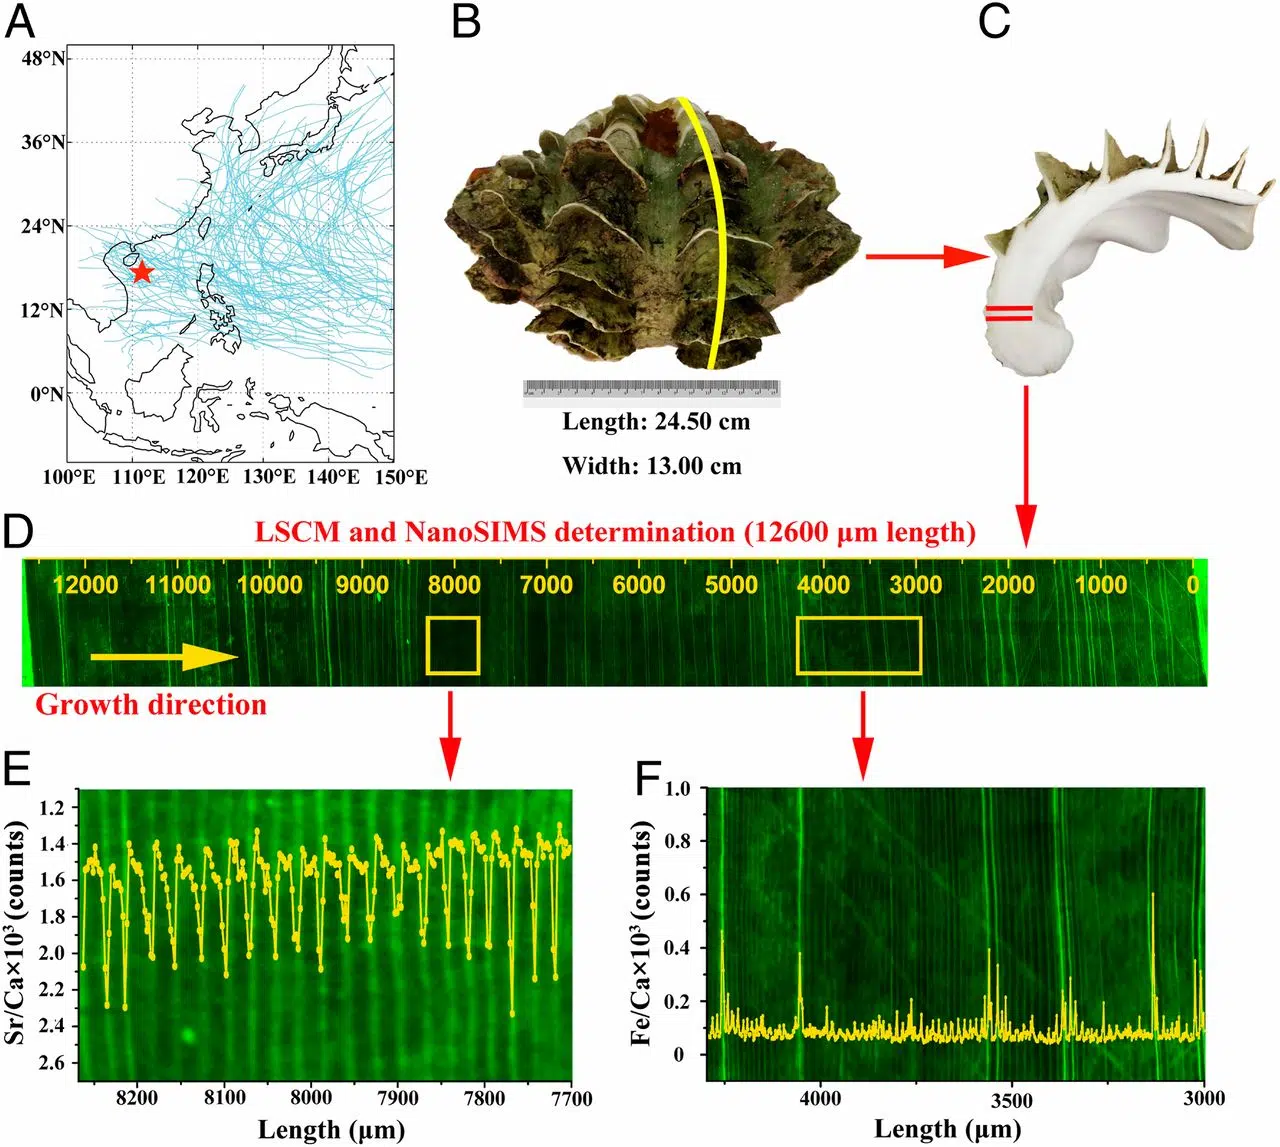 A
48°N
36°N
24°N
12°N
0°N
100°E 110°E 120°E 130°E 140°E 150°E
B
Length: 24.50 cm
Width: 13.00 cm
C
D
LSCM and NanoSIMS determination (12600 μm length)
12000 11000 10000 9000 8000 7000 6000 5000 4000 3000 2000 1000 0
Growth direction
E
Sr/Ca×10³ (counts)
1.2
1.4
1.6
1.8
2.0
2.2
2.4
2.6
8200 8100 8000 7900 7800 7700
Length (μm)
F
Fe/Ca×10³ (counts)
1.0
0.8
0.6
0.4
0.2
0
4000 3500 3000
Length (μm)